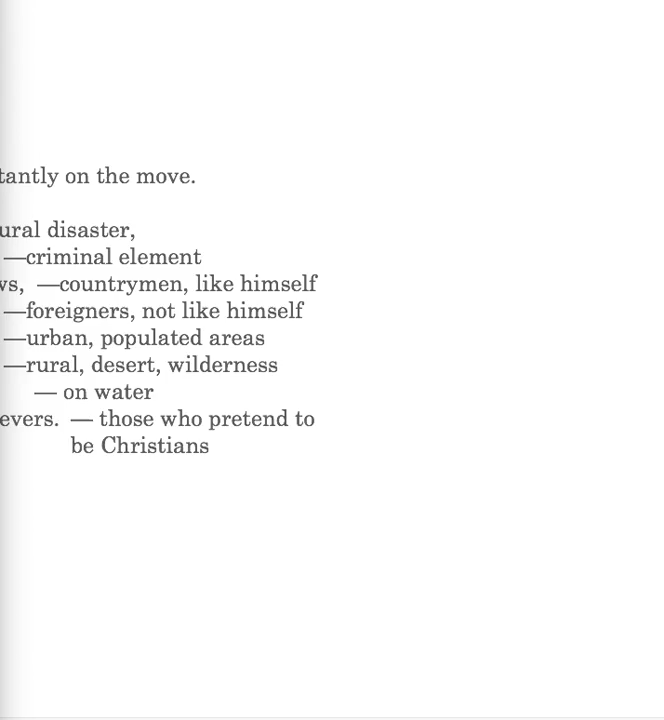 tantly on the move.
ural disaster,
—criminal element
vs, —countrymen, like himself
—foreigners, not like himself
—urban, populated areas
—rural, desert, wilderness
— on water
evers. — those who pretend to
be Christians